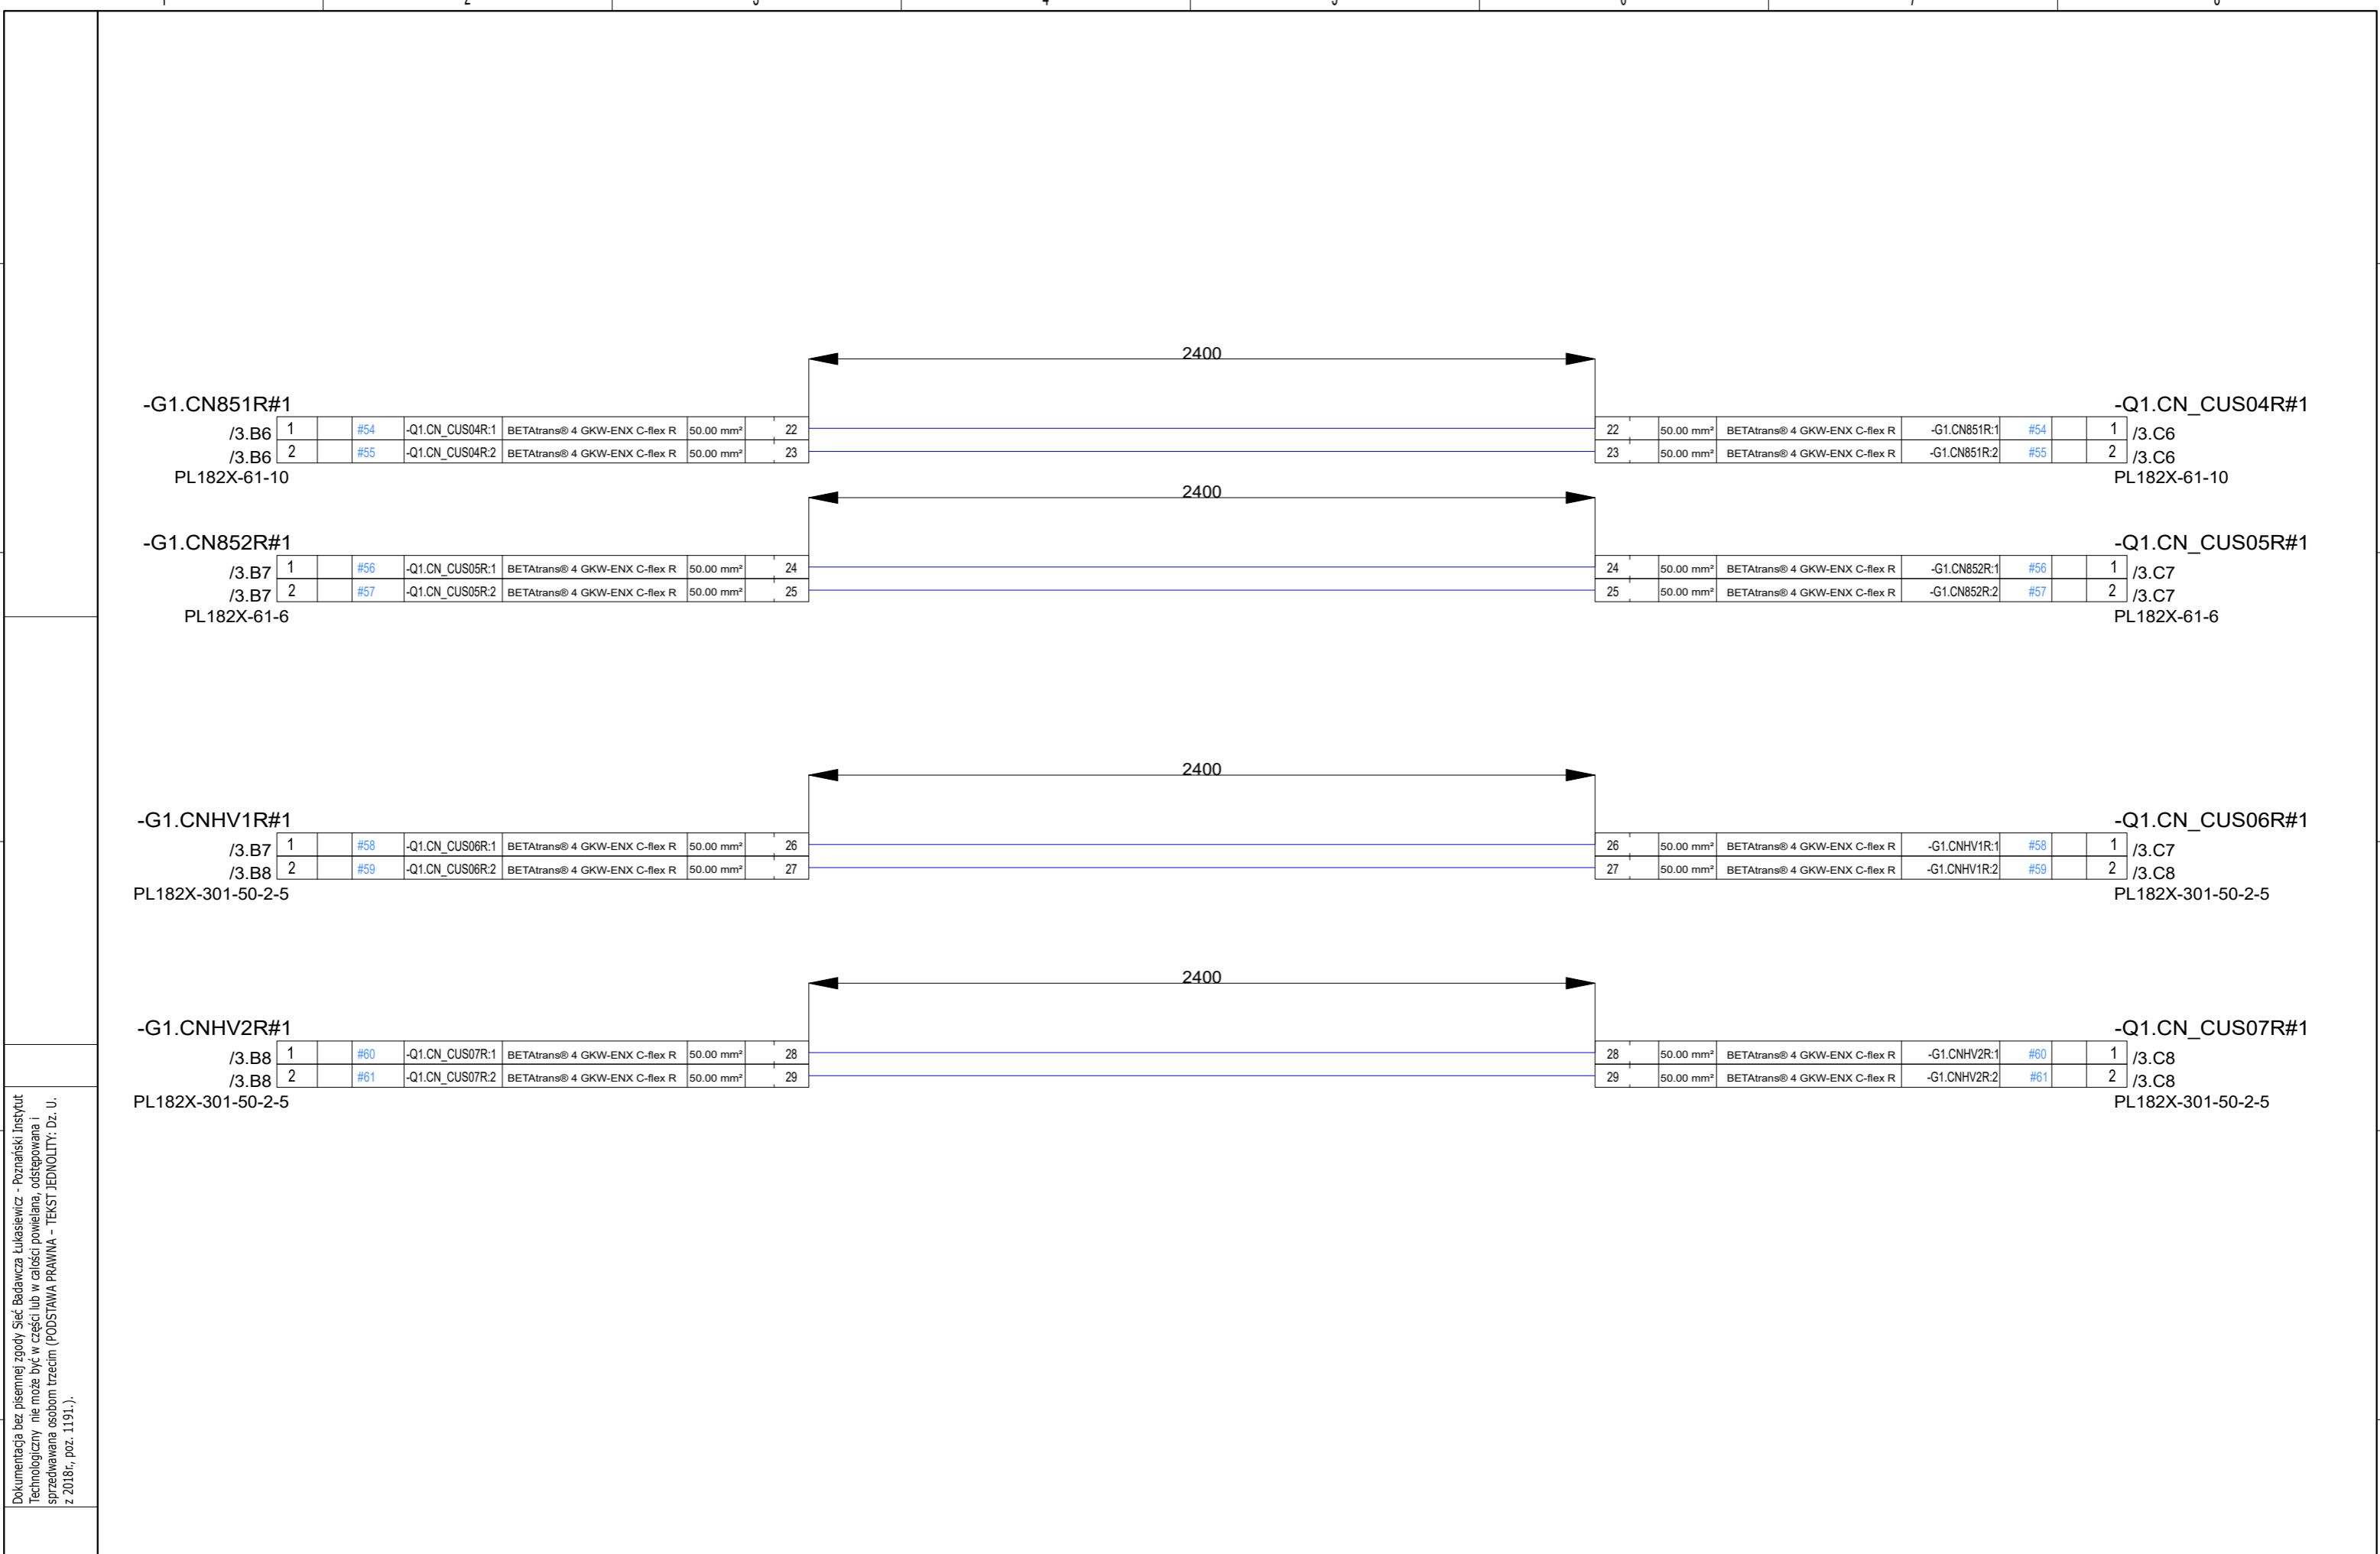 2400
-G1.CN851R#1
-Q1.CN_CUS04R#1
/3.B6 1 #54 -Q1.CN_CUS04R:1 BETAtrans® 4 GKW-ENX C-flex R 50.00 mm² 22 22 50.00 mm² BETAtrans® 4 GKW-ENX C-flex R -G1.CN851R:1 #54 1 /3.C6
/3.B6 2 #55 -Q1.CN_CUS04R:2 BETAtrans® 4 GKW-ENX C-flex R 50.00 mm² 23 23 50.00 mm² BETAtrans® 4 GKW-ENX C-flex R -G1.CN851R:2 #55 2 /3.C6
PL182X-61-10 PL182X-61-10
2400
-G1.CN852R#1 -Q1.CN_CUS05R#1
/3.B7 1 #56 -Q1.CN_CUS05R:1 BETAtrans® 4 GKW-ENX C-flex R 50.00 mm² 24 24 50.00 mm² BETAtrans® 4 GKW-ENX C-flex R -G1.CN852R:1 #56 1 /3.C7
/3.B7 2 #57 -Q1.CN_CUS05R:2 BETAtrans® 4 GKW-ENX C-flex R 50.00 mm² 25 25 50.00 mm² BETAtrans® 4 GKW-ENX C-flex R -G1.CN852R:2 #57 2 /3.C7
PL182X-61-6 PL182X-61-6
2400
-G1.CNHV1R#1 -Q1.CN_CUS06R#1
/3.B7 1 #58 -Q1.CN_CUS06R:1 BETAtrans® 4 GKW-ENX C-flex R 50.00 mm² 26 26 50.00 mm² BETAtrans® 4 GKW-ENX C-flex R -G1.CNHV1R:1 #58 1 /3.C7
/3.B8 2 #59 -Q1.CN_CUS06R:2 BETAtrans® 4 GKW-ENX C-flex R 50.00 mm² 27 27 50.00 mm² BETAtrans® 4 GKW-ENX C-flex R -G1.CNHV1R:2 #59 2 /3.C8
PL182X-301-50-2-5 PL182X-301-50-2-5
2400
-G1.CNHV2R#1 -Q1.CN_CUS07R#1
/3.B8 1 #60 -Q1.CN_CUS07R:1 BETAtrans® 4 GKW-ENX C-flex R 50.00 mm² 28 28 50.00 mm² BETAtrans® 4 GKW-ENX C-flex R -G1.CNHV2R:1 #60 1 /3.C8
/3.B8 2 #61 -Q1.CN_CUS07R:2 BETAtrans® 4 GKW-ENX C-flex R 50.00 mm² 29 29 50.00 mm² BETAtrans® 4 GKW-ENX C-flex R -G1.CNHV2R:2 #61 2 /3.C8
PL182X-301-50-2-5 PL182X-301-50-2-5
Dokumentacja bez pisemnej zgody Sieć Badawcza Łukasiewicz - Poznański Instytut
Technologiczny nie może być w części lub w całości powielana, odstępowana i
sprzedwawana osobom trzecim (PODSTAWA PRAWNA – TEKST JEDNOLITY: Dz. U.
z 2018r., poz. 1191.).